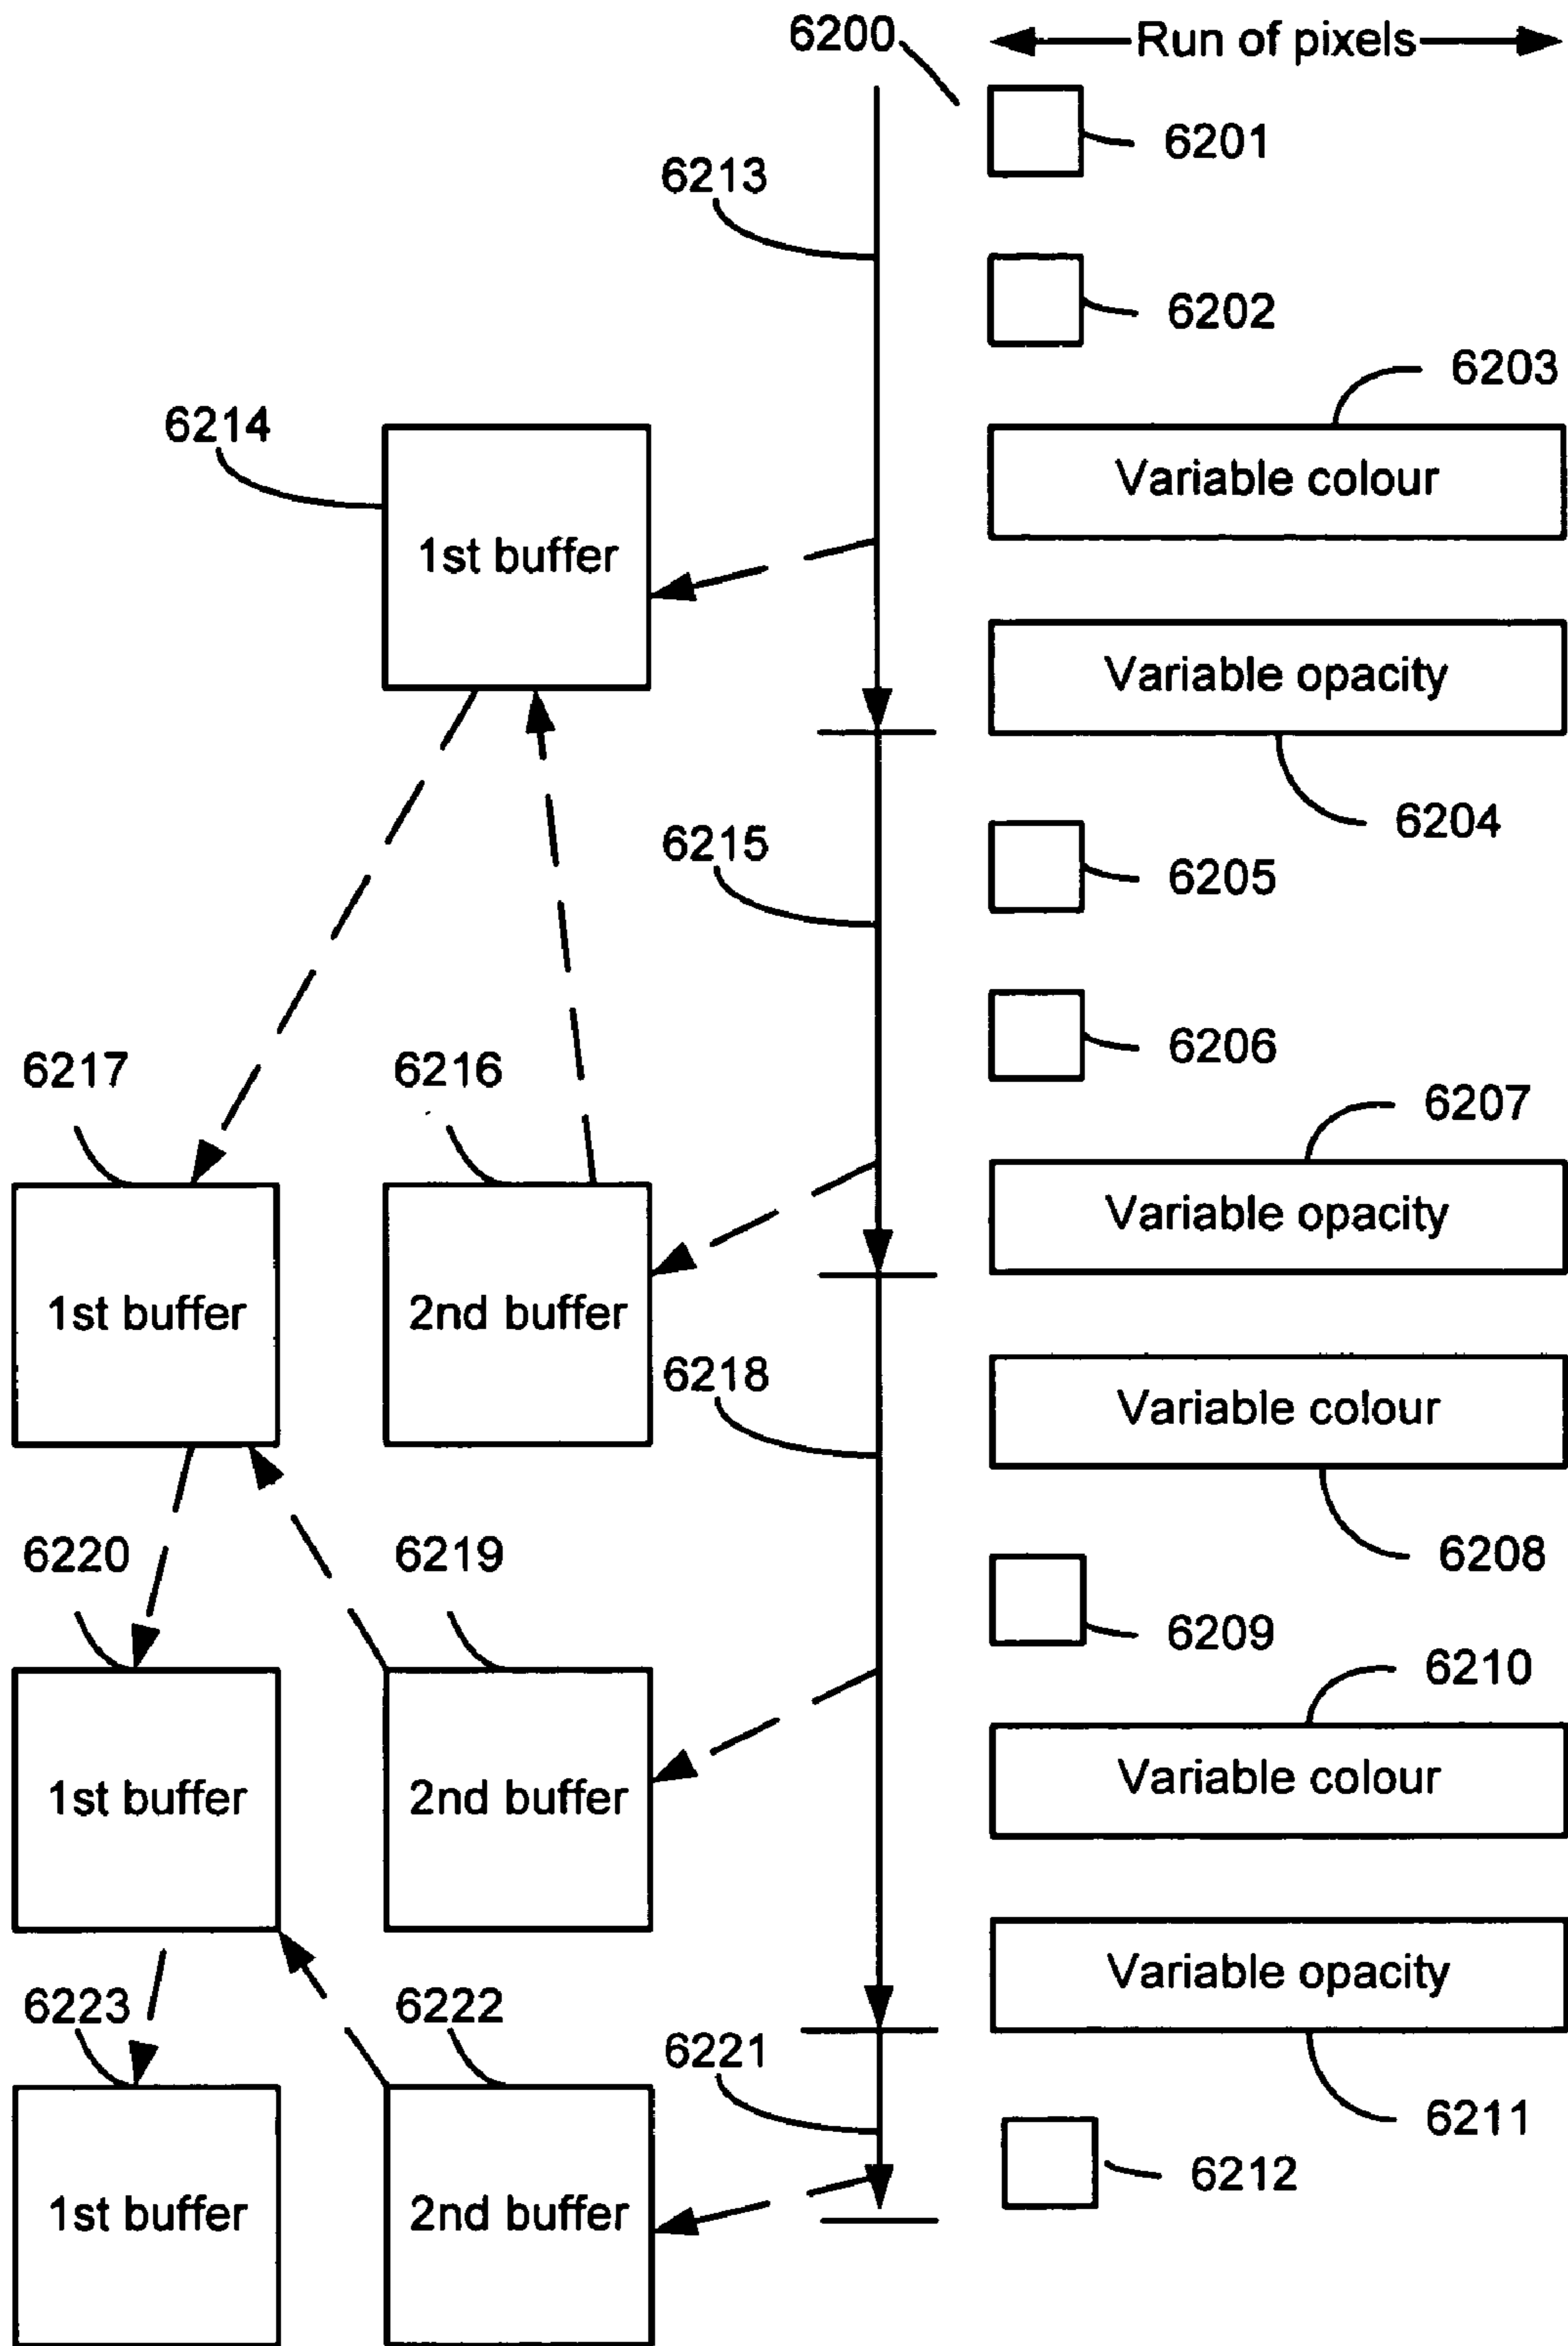 6200
Run of pixels
6201
6213
6202
6203
6214
Variable colour
1st buffer
Variable opacity
6204
6215
6205
6206
6217
6216
6207
Variable opacity
1st buffer
2nd buffer
6218
Variable colour
6220
6219
6208
6209
6210
1st buffer
2nd buffer
Variable colour
Variable opacity
6223
6222
6221
6211
6212
1st buffer
2nd buffer